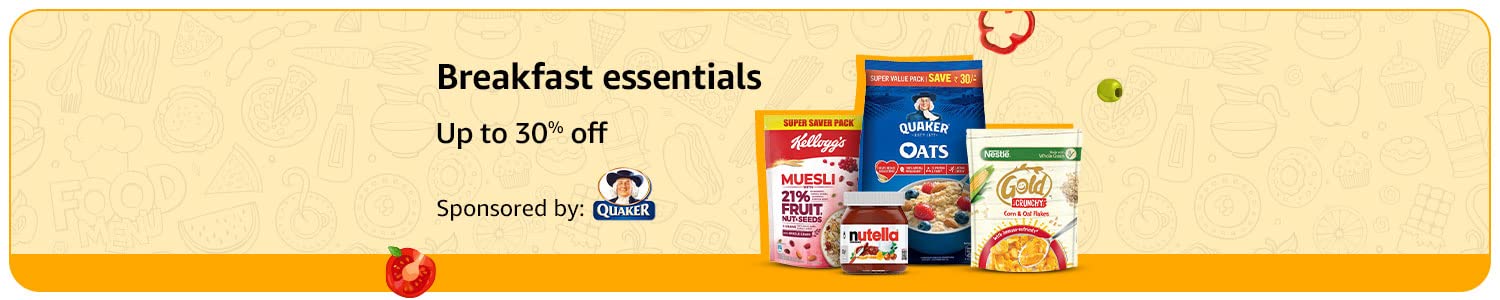 Breakfast essentials
Up to 30% off
Sponsored by: QUAKER
SUPER SAVER PACK
Kellogg's
MUESLI
21%
FRUIT
NUT & SEEDS
SUPER VALUE PACK | SAVE ₹ 30/-
QUAKER
OATS
nutella
Nestlé
Gold
CRUNCHY
Corn & Oat Flakes
FOOD